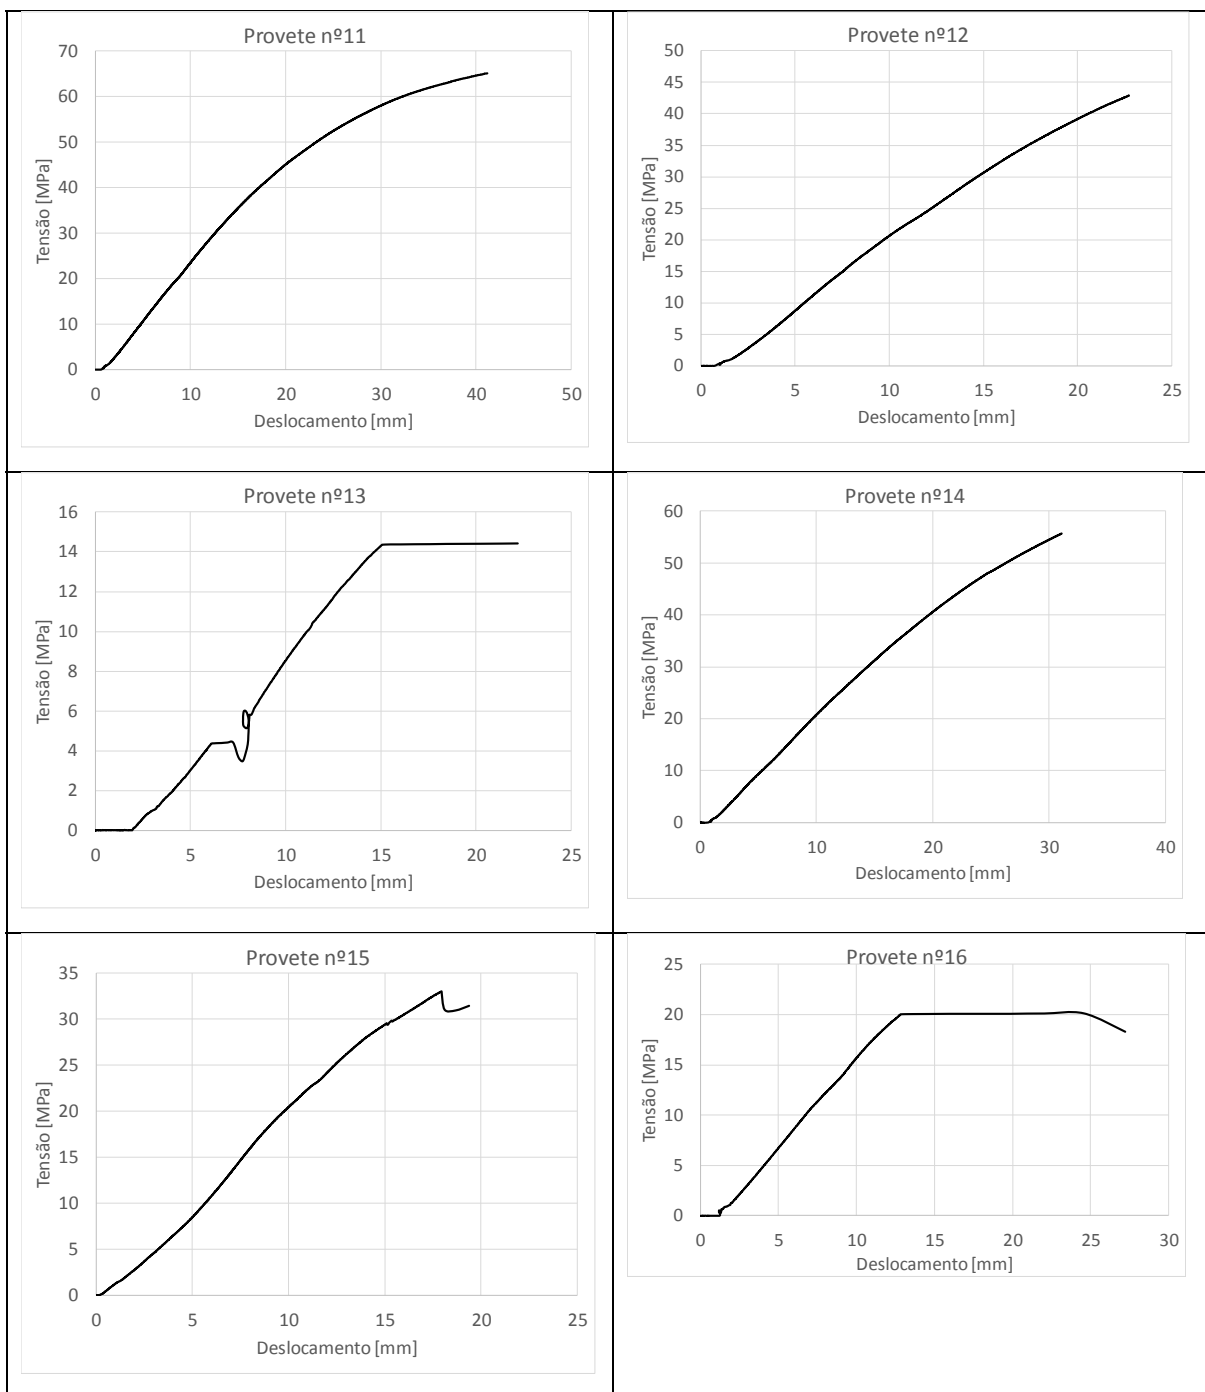 Provete nº11
70
60
50
40
30
20
10
0
Tensão [MPa]
0 10 20 30 40 50
Deslocamento [mm]
Provete nº12
50
45
40
35
30
25
20
15
10
5
0
Tensão [MPa]
0 5 10 15 20 25
Deslocamento [mm]
Provete nº13
16
14
12
10
8
6
4
2
0
Tensão [MPa]
0 5 10 15 20 25
Deslocamento [mm]
Provete nº14
60
50
40
30
20
10
0
Tensão [MPa]
0 10 20 30 40
Deslocamento [mm]
Provete nº15
35
30
25
20
15
10
5
0
Tensão [MPa]
0 5 10 15 20 25
Deslocamento [mm]
Provete nº16
25
20
15
10
5
0
Tensão [MPa]
0 5 10 15 20 25 30
Deslocamento [mm]